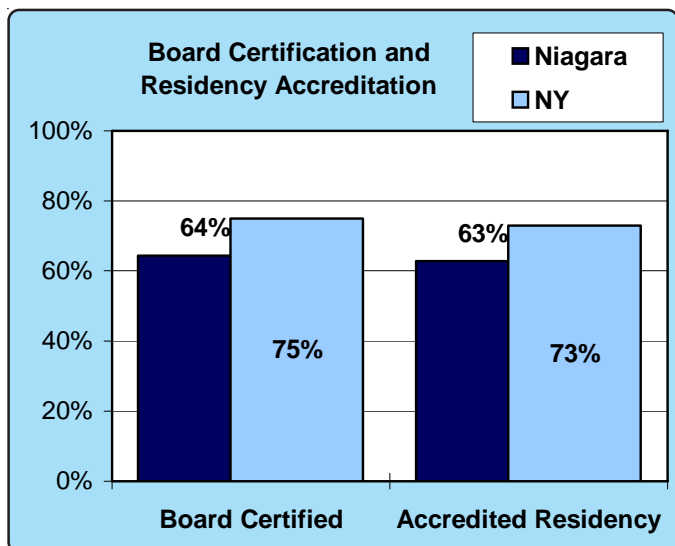 Board Certification and
Residency Accreditation
Niagara
NY
100%
80%
60%
40%
20%
0%
64%
75%
63%
73%
Board Certified
Accredited Residency